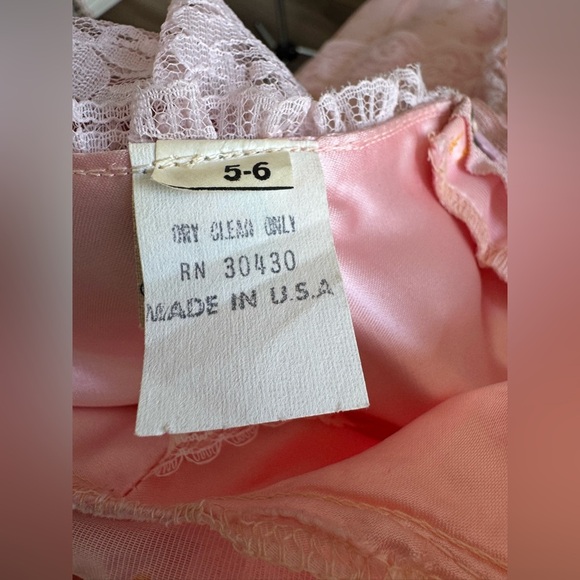 5-6
DRY CLEAN ONLY
RN 30430
MADE IN U.S.A